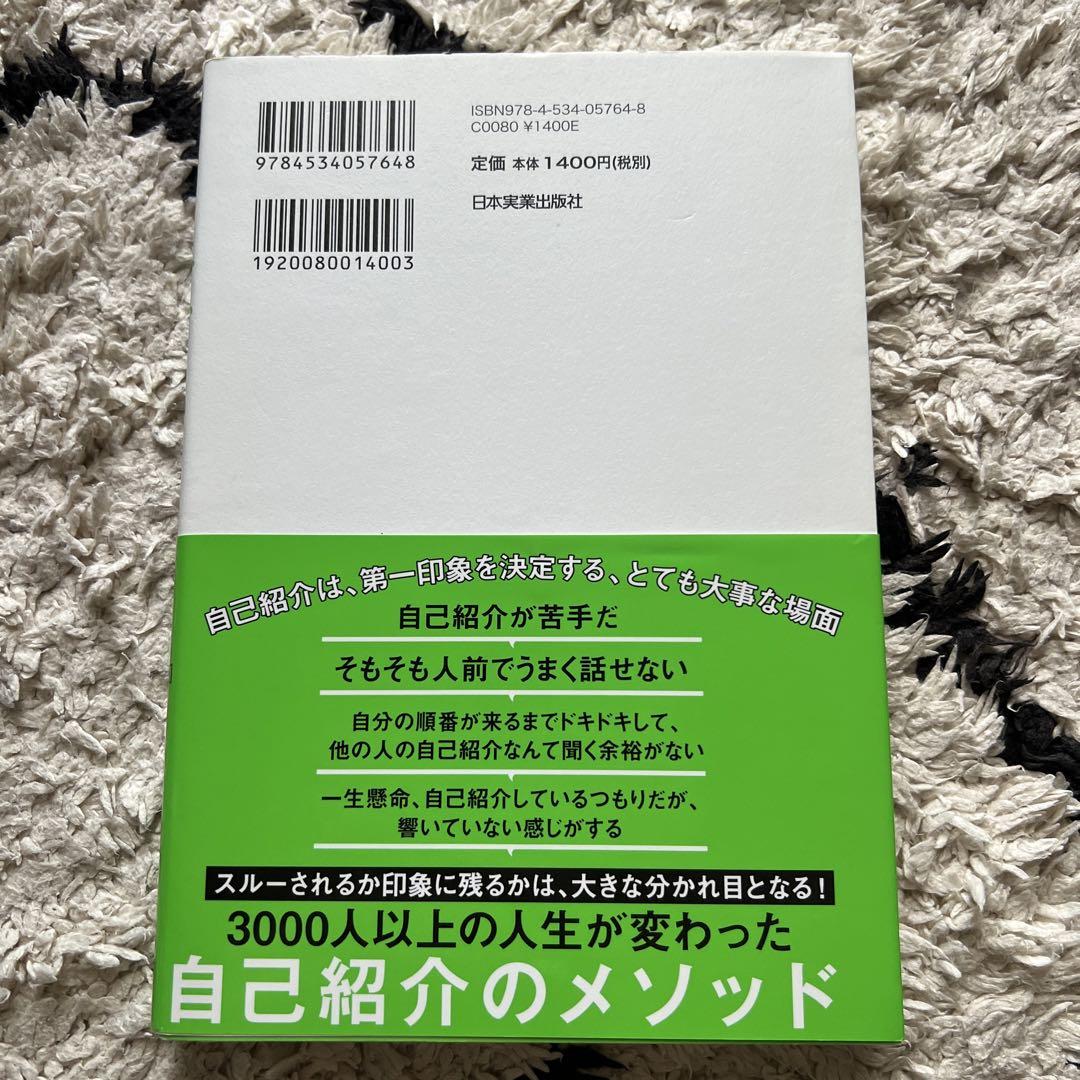 9784534057648
1920080014003
ISBN978-4-534-05764-8
C0080 ¥1400E
定価 本体1400円(税別)
日本実業出版社
自己紹介は、第一印象を決定する、とても大事な場面
自己紹介が苦手だ
そもそも人前でうまく話せない
自分の順番が来るまでドキドキして、
他の人の自己紹介なんて聞く余裕がない
一生懸命、自己紹介しているつもりだが、
響いていない感じがする
スルーされるか印象に残るかは、大きな分かれ目となる!
3000人以上の人生が変わった
自己紹介のメソッド